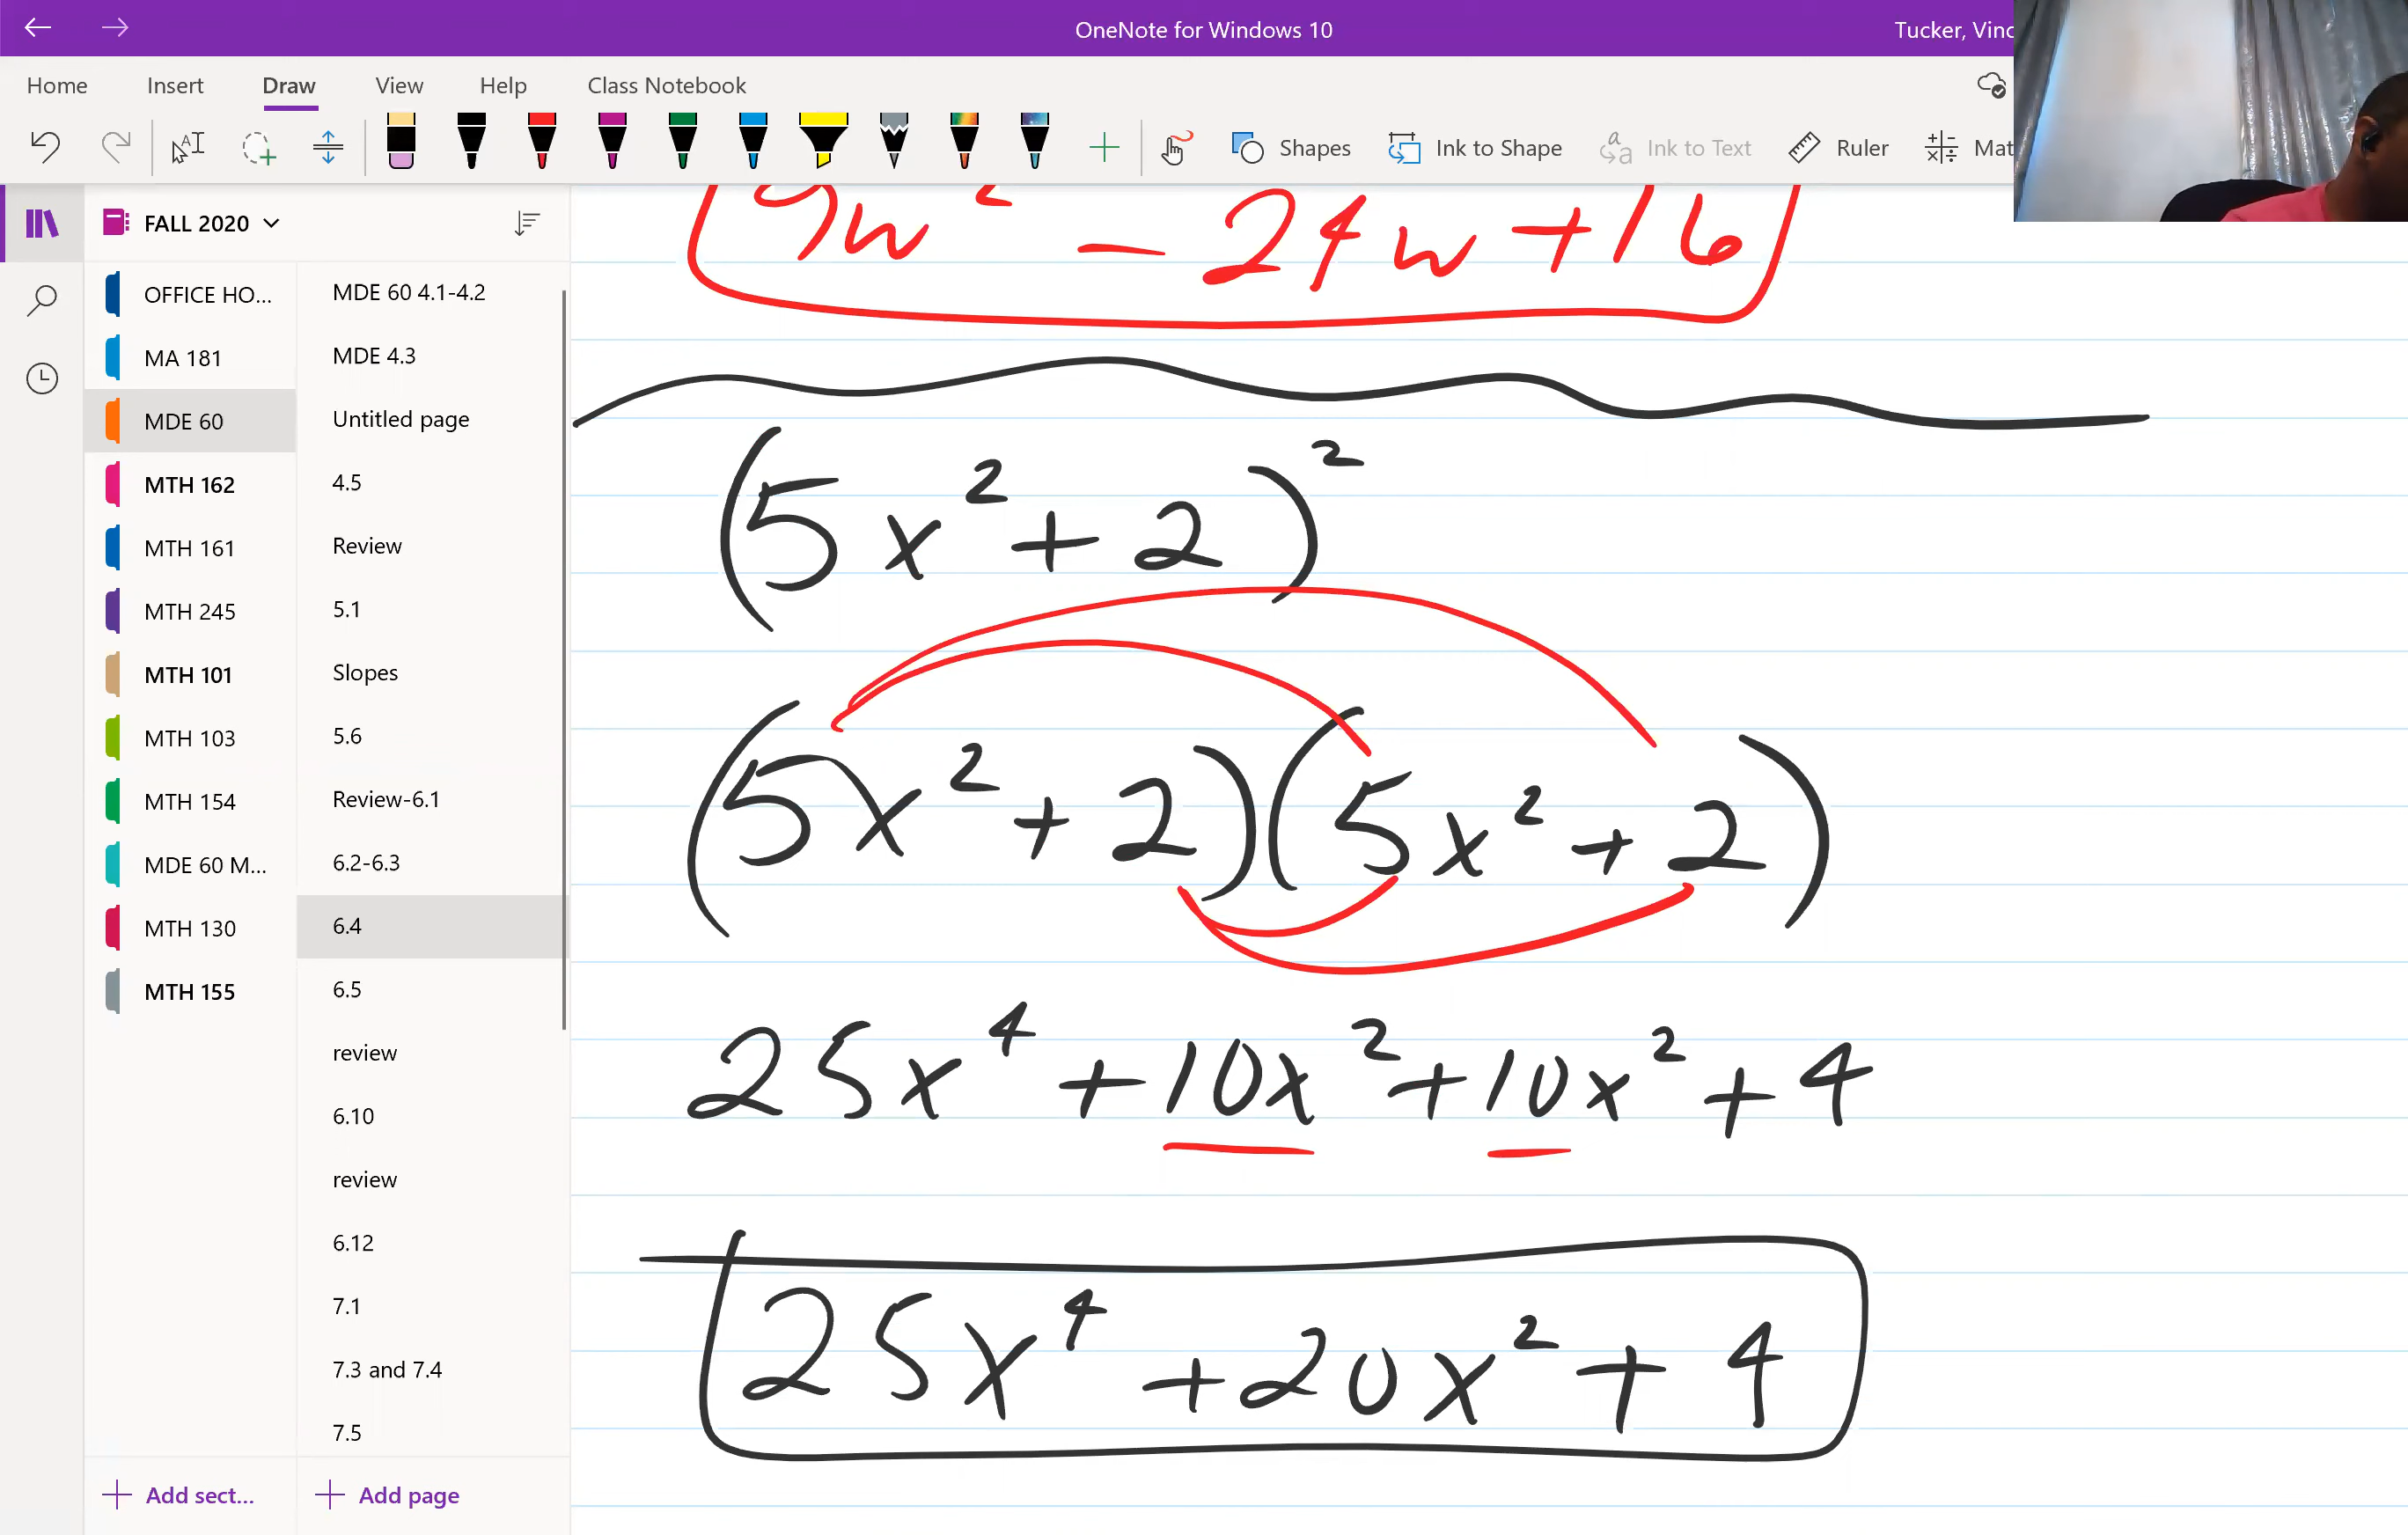 OneNote for Windows 10
Tucker, Vinc
Home Insert Draw View Help Class Notebook
Shapes Ink to Shape Ink to Text Ruler Mat
FALL 2020
OFFICE HO...
MA 181
MDE 60
MTH 162
MTH 161
MTH 245
MTH 101
MTH 103
MTH 154
MDE 60 M...
MTH 130
MTH 155
Add sect...
MDE 60 4.1-4.2
MDE 4.3
Untitled page
4.5
Review
5.1
Slopes
5.6
Review-6.1
6.2-6.3
6.4
6.5
review
6.10
review
6.12
7.1
7.3 and 7.4
7.5
Add page
9w² − 24w + 16
(5x² + 2)²
(5x² + 2)(5x² + 2)
25x⁴ + 10x² + 10x² + 4
25x⁴ + 20x² + 4